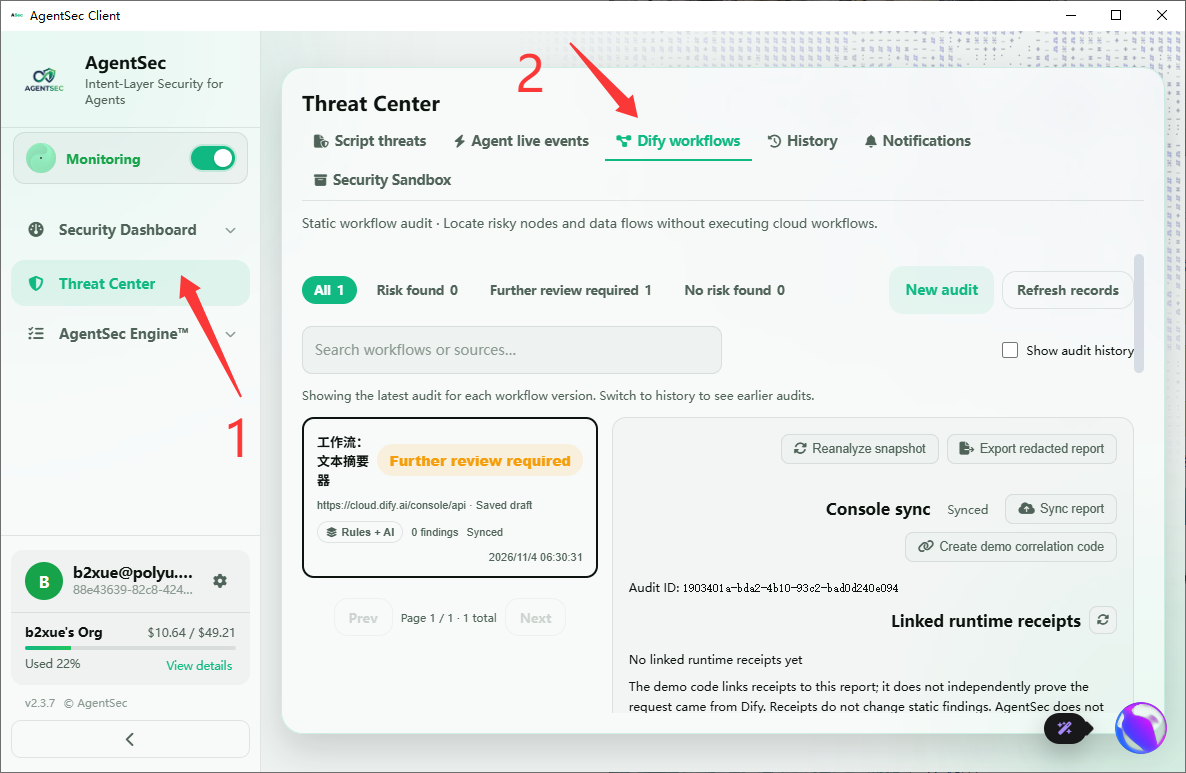 AgentSec Client
AgentSec
Intent-Layer Security for
Agents
AGENTSEC
Monitoring
Security Dashboard
Threat Center
AgentSec Engine™
1
2
Threat Center
Script threats
Agent live events
Dify workflows
History
Notifications
Security Sandbox
Static workflow audit · Locate risky nodes and data flows without executing cloud workflows.
All 1
Risk found 0
Further review required 1
No risk found 0
New audit
Refresh records
Search workflows or sources...
Show audit history
Showing the latest audit for each workflow version. Switch to history to see earlier audits.
工作流：
文本摘要
器
Further review required
https://cloud.dify.ai/console/api · Saved draft
Rules + AI
0 findings
Synced
2026/11/4 06:30:31
Prev
Page 1 / 1 · 1 total
Next
Reanalyze snapshot
Export redacted report
Console sync
Synced
Sync report
Create demo correlation code
Audit ID: 1903401a-bda2-4b10-93c2-bad0d240e094
Linked runtime receipts
No linked runtime receipts yet
The demo code links receipts to this report; it does not independently prove the
request came from Dify. Receipts do not change static findings. AgentSec does not
B
b2xue@polyu....
88e43639-82c8-424...
b2xue's Org
$10.64 / $49.21
Used 22%
View details
v2.3.7 © AgentSec